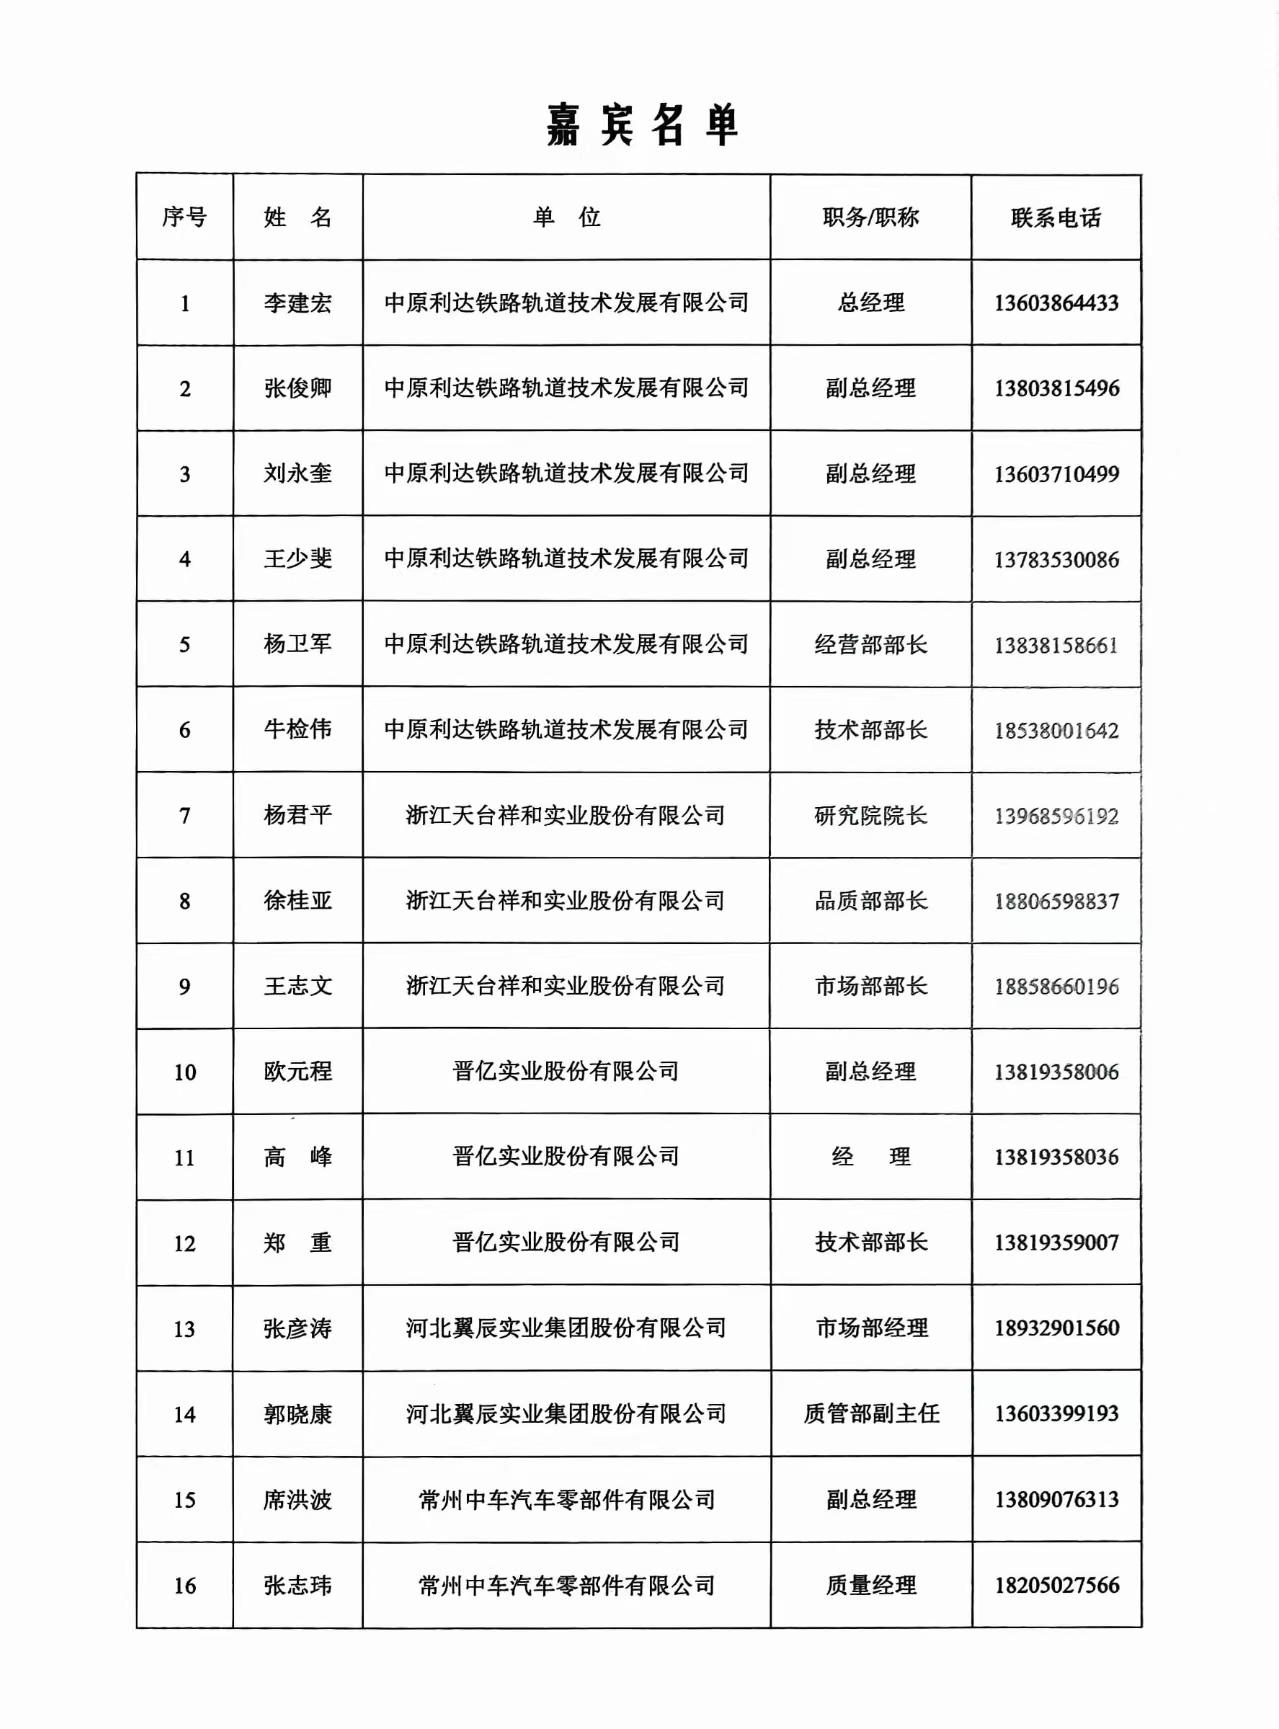 嘉宾名单
序号 姓 名 单 位 职务/职称 联系电话
1 李建宏 中原利达铁路轨道技术发展有限公司 总经理 13603864433
2 张俊卿 中原利达铁路轨道技术发展有限公司 副总经理 13803815496
3 刘永奎 中原利达铁路轨道技术发展有限公司 副总经理 13603710499
4 王少斐 中原利达铁路轨道技术发展有限公司 副总经理 13783530086
5 杨卫军 中原利达铁路轨道技术发展有限公司 经营部部长 13838158661
6 牛检伟 中原利达铁路轨道技术发展有限公司 技术部部长 18538001642
7 杨君平 浙江天台祥和实业股份有限公司 研究院院长 13968596192
8 徐桂亚 浙江天台祥和实业股份有限公司 品质部部长 18806598837
9 王志文 浙江天台祥和实业股份有限公司 市场部部长 18858660196
10 欧元程 晋亿实业股份有限公司 副总经理 13819358006
11 高 峰 晋亿实业股份有限公司 经 理 13819358036
12 郑 重 晋亿实业股份有限公司 技术部部长 13819359007
13 张彦涛 河北翼辰实业集团股份有限公司 市场部经理 18932901560
14 郭晓康 河北翼辰实业集团股份有限公司 质管部副主任 13603399193
15 席洪波 常州中车汽车零部件有限公司 副总经理 13809076313
16 张志玮 常州中车汽车零部件有限公司 质量经理 18205027566